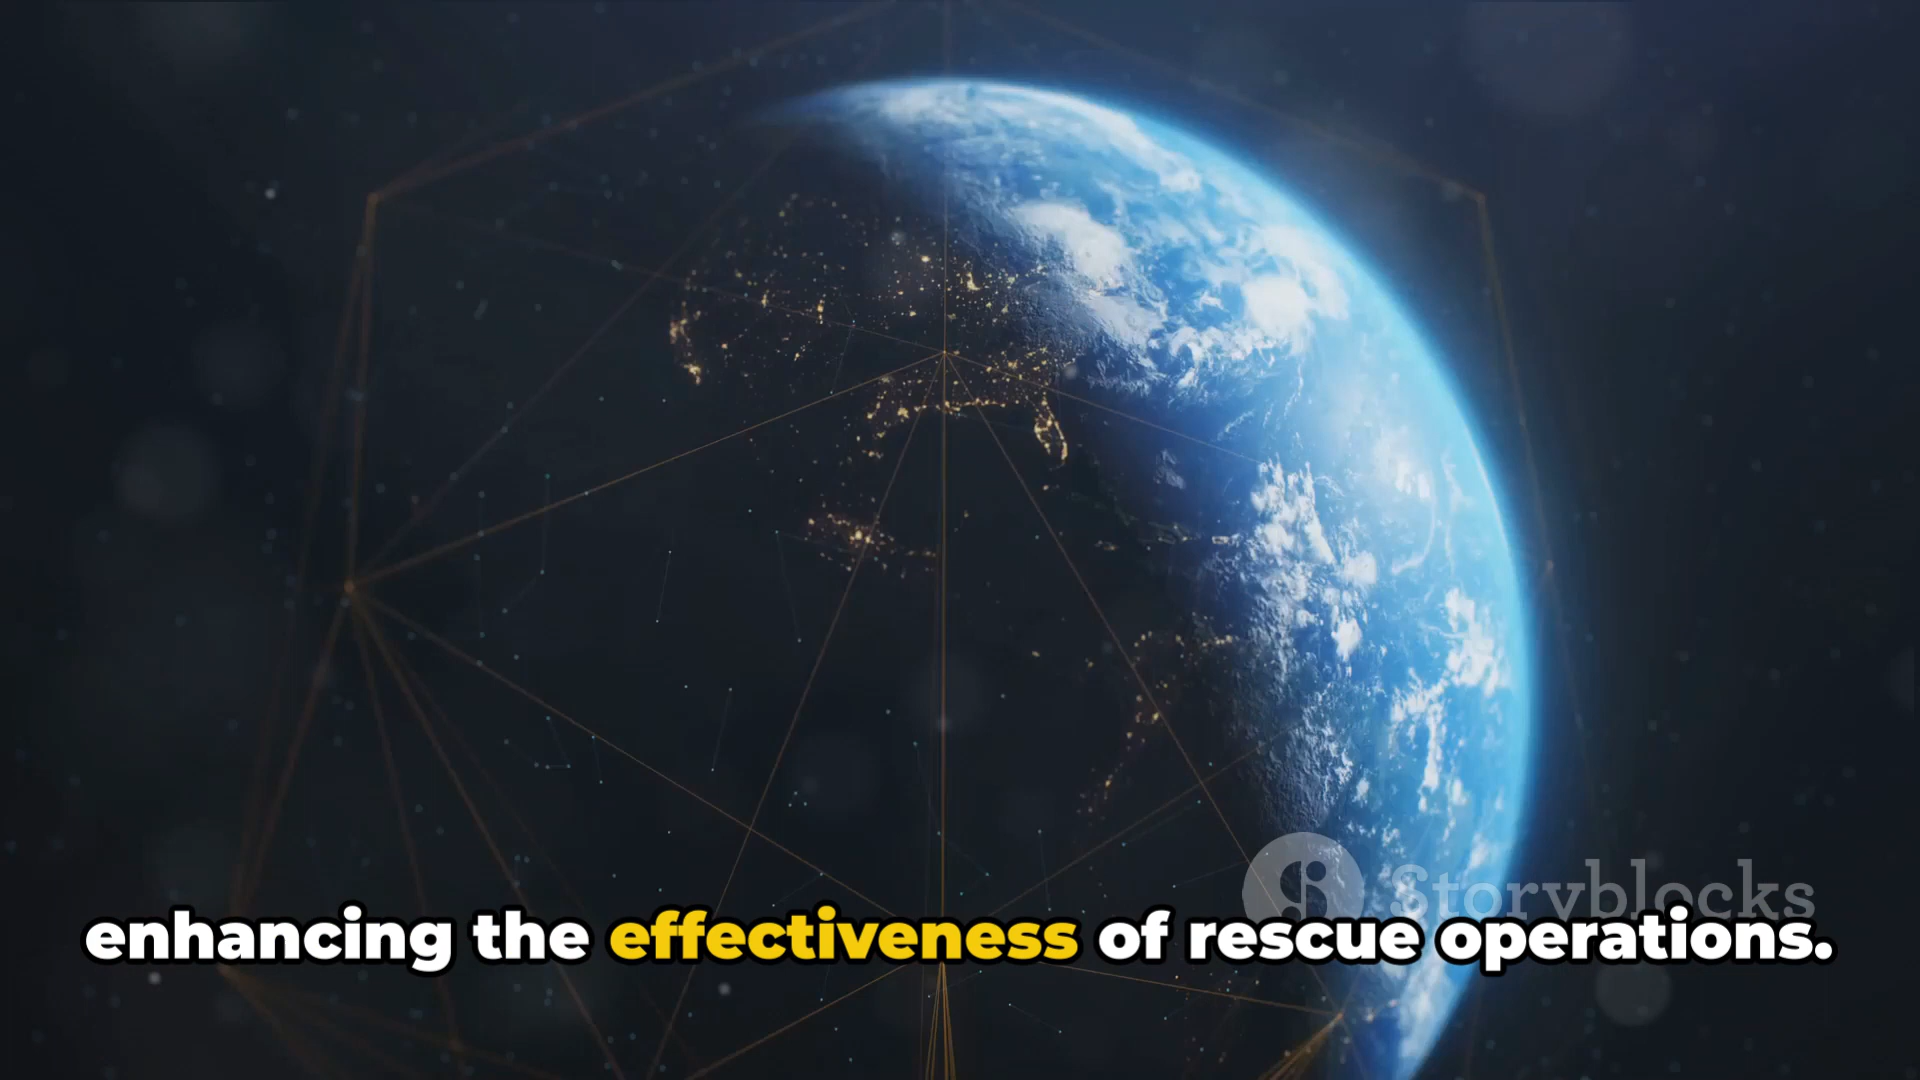 Storyblocks
enhancing the effectiveness of rescue operations.